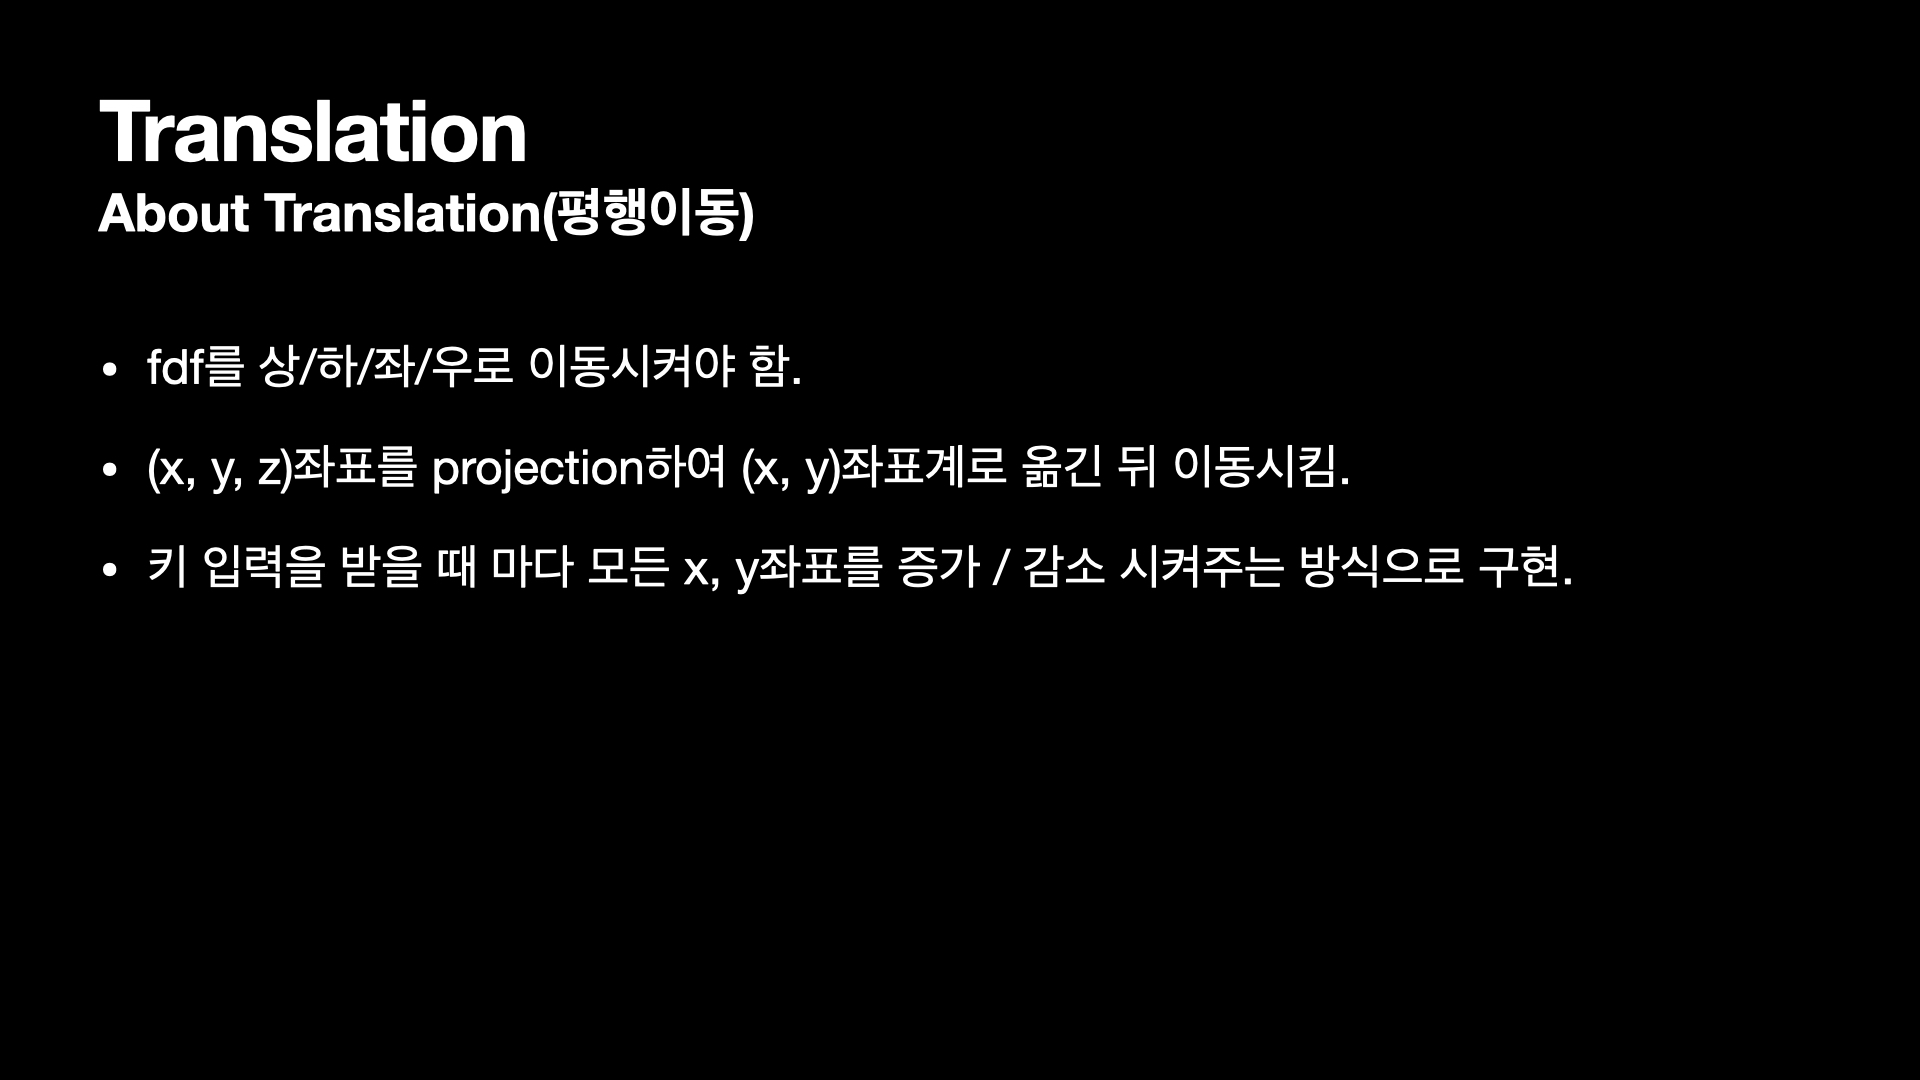 Translation
About Translation(평행이동)
• fdf를 상/하/좌/우로 이동시켜야 함.
• (x, y, z)좌표를 projection하여 (x, y)좌표계로 옮긴 뒤 이동시킴.
• 키 입력을 받을 때 마다 모든 x, y좌표를 증가 / 감소 시켜주는 방식으로 구현.